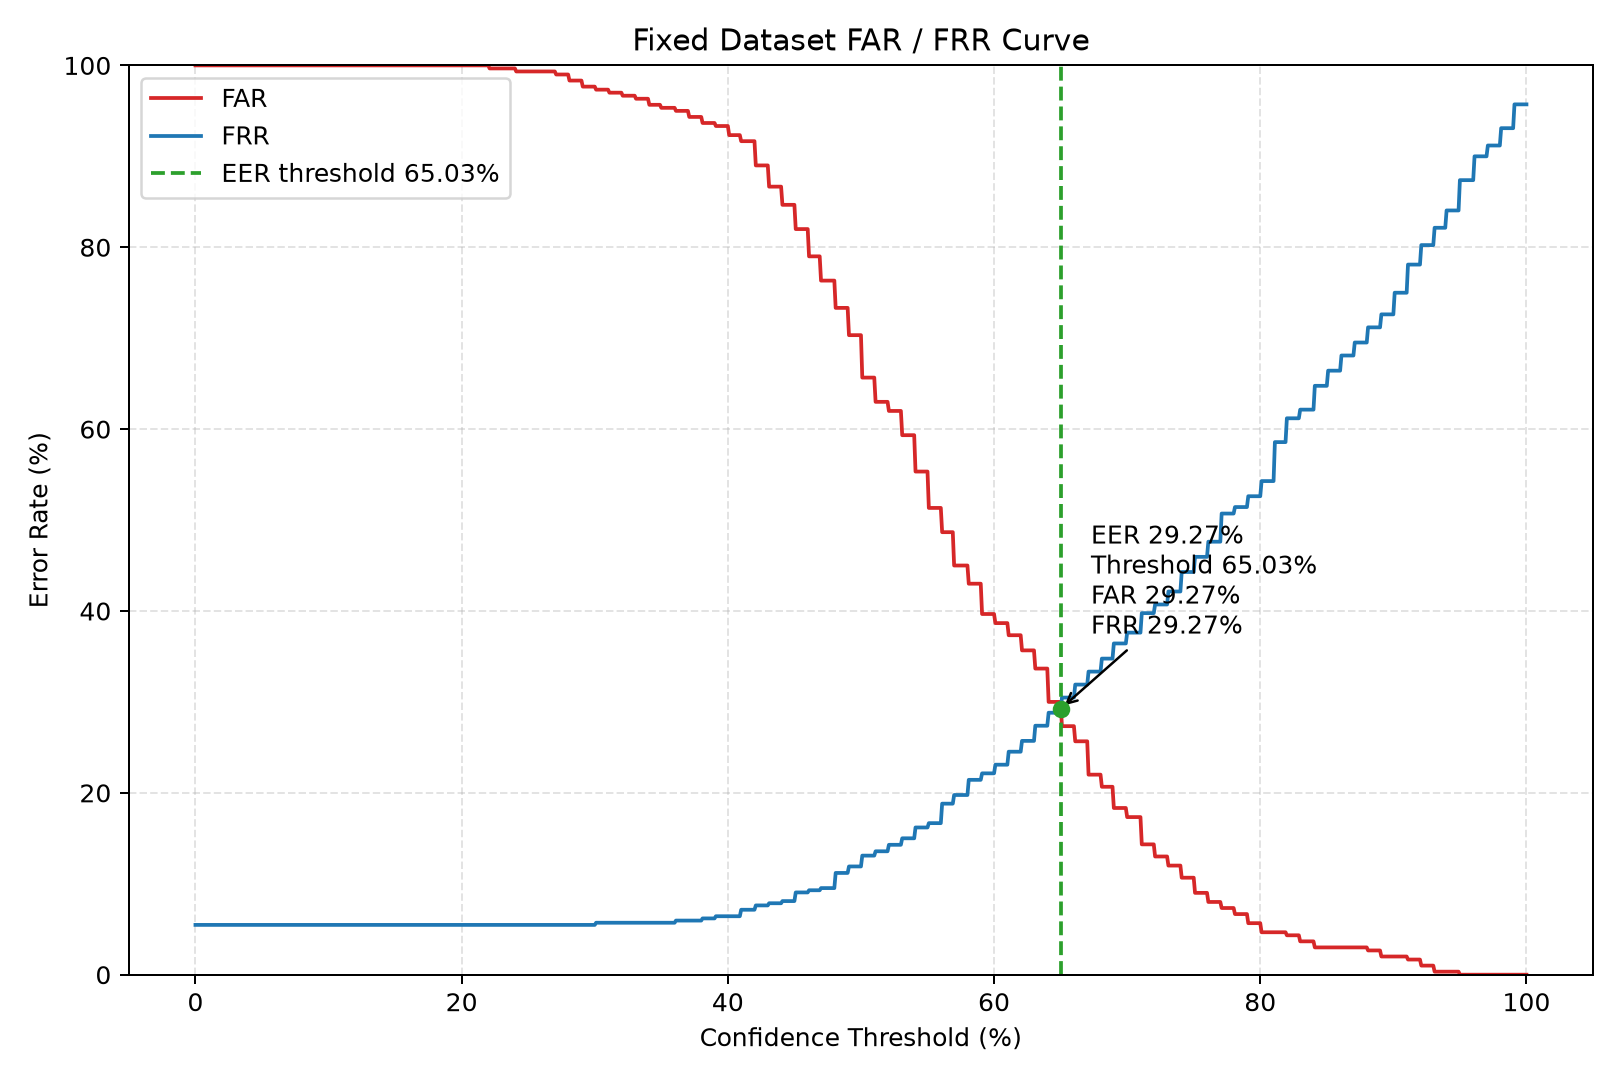 Fixed Dataset FAR / FRR Curve
100
80
60
40
20
0
Error Rate (%)
FAR
FRR
EER threshold 65.03%
EER 29.27%
Threshold 65.03%
FAR 29.27%
FRR 29.27%
0 20 40 60 80 100
Confidence Threshold (%)